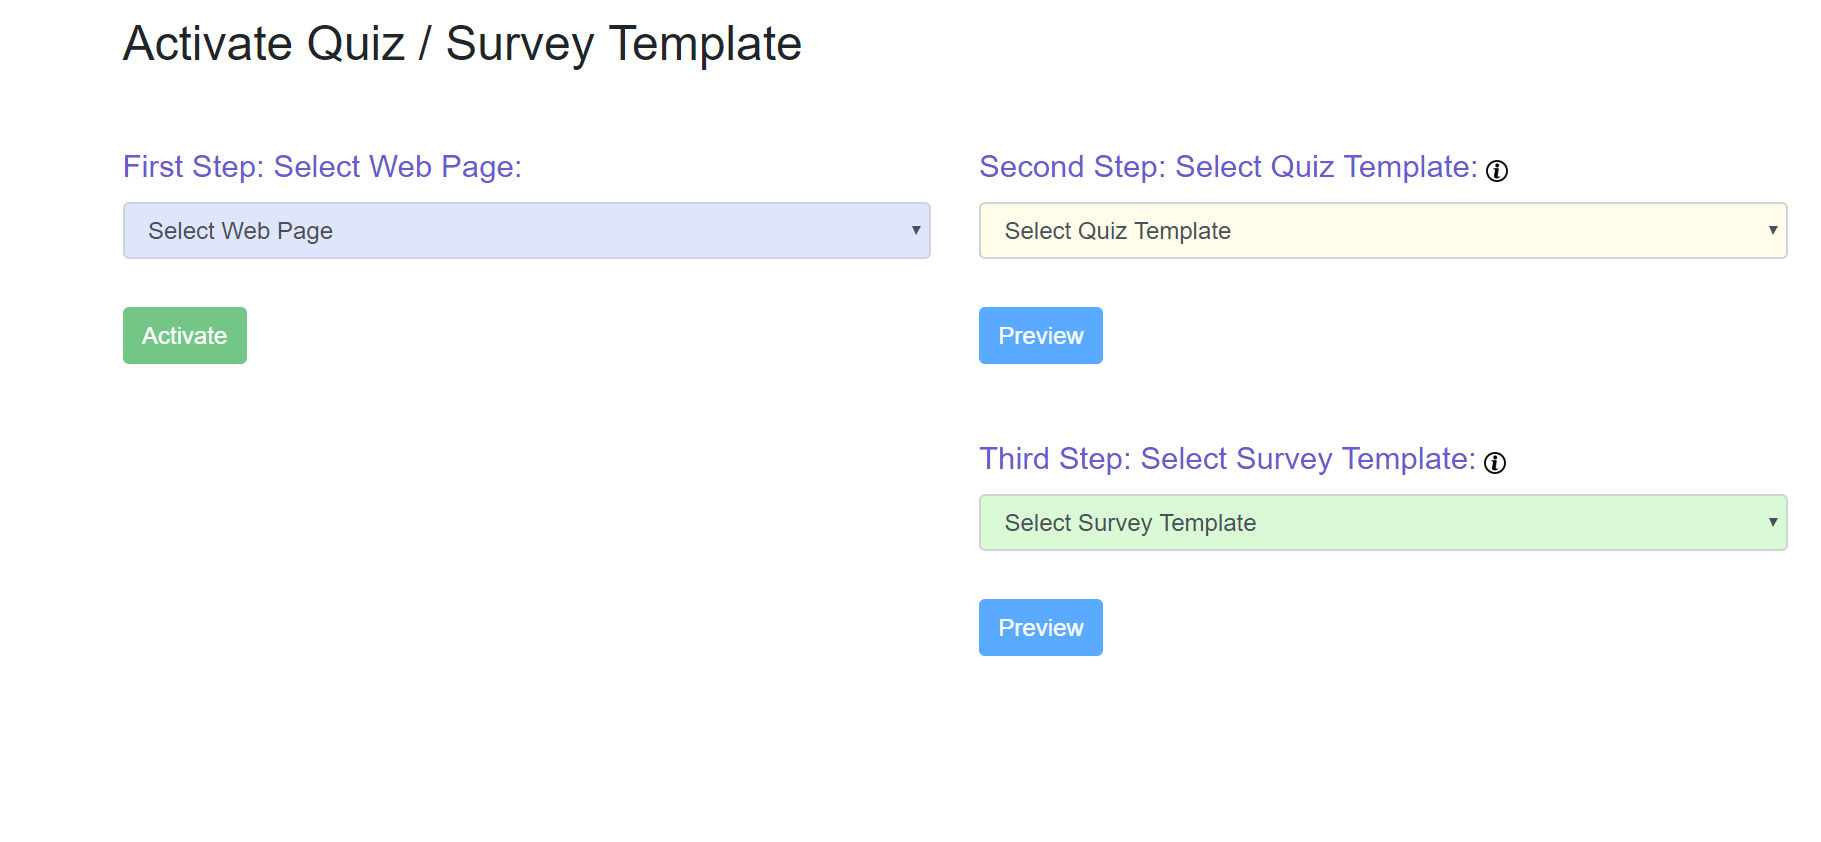 Activate Quiz / Survey Template
First Step: Select Web Page:
Select Web Page
Activate
Second Step: Select Quiz Template:
Select Quiz Template
Preview
Third Step: Select Survey Template:
Select Survey Template
Preview